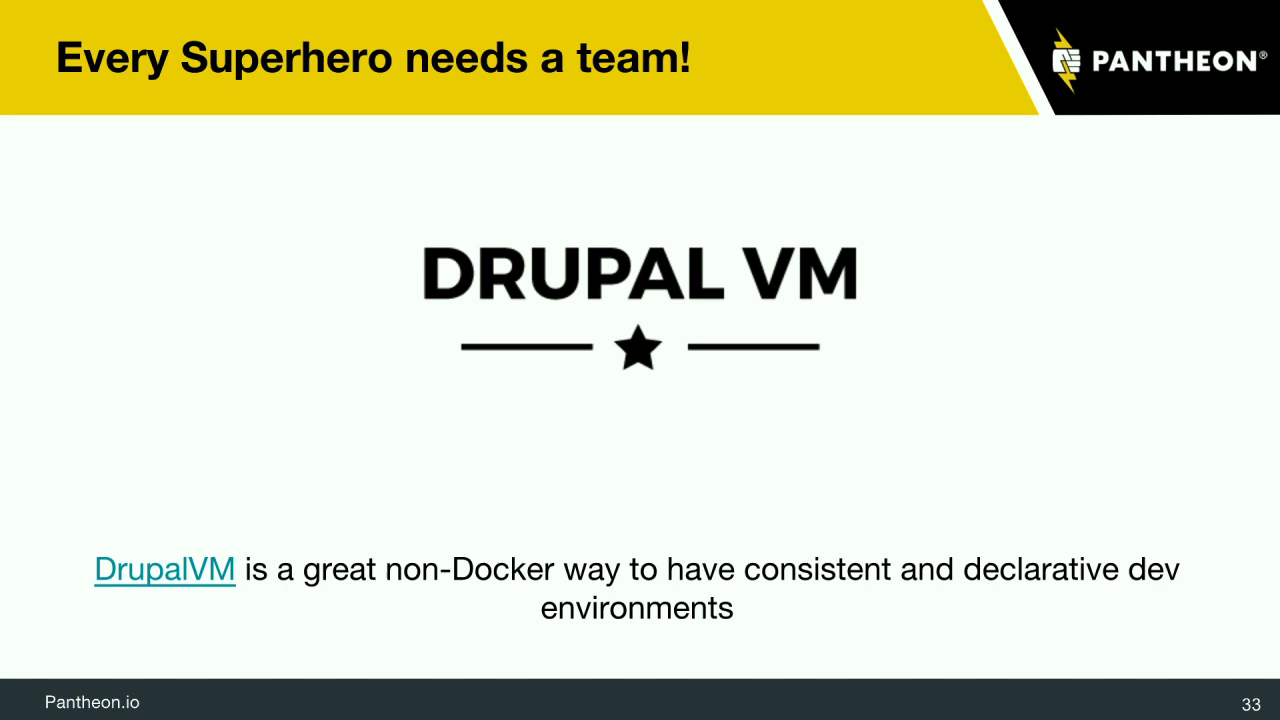 Every Superhero needs a team!
PANTHEON®
DRUPAL VM
DrupalVM is a great non-Docker way to have consistent and declarative dev
environments
Pantheon.io
33